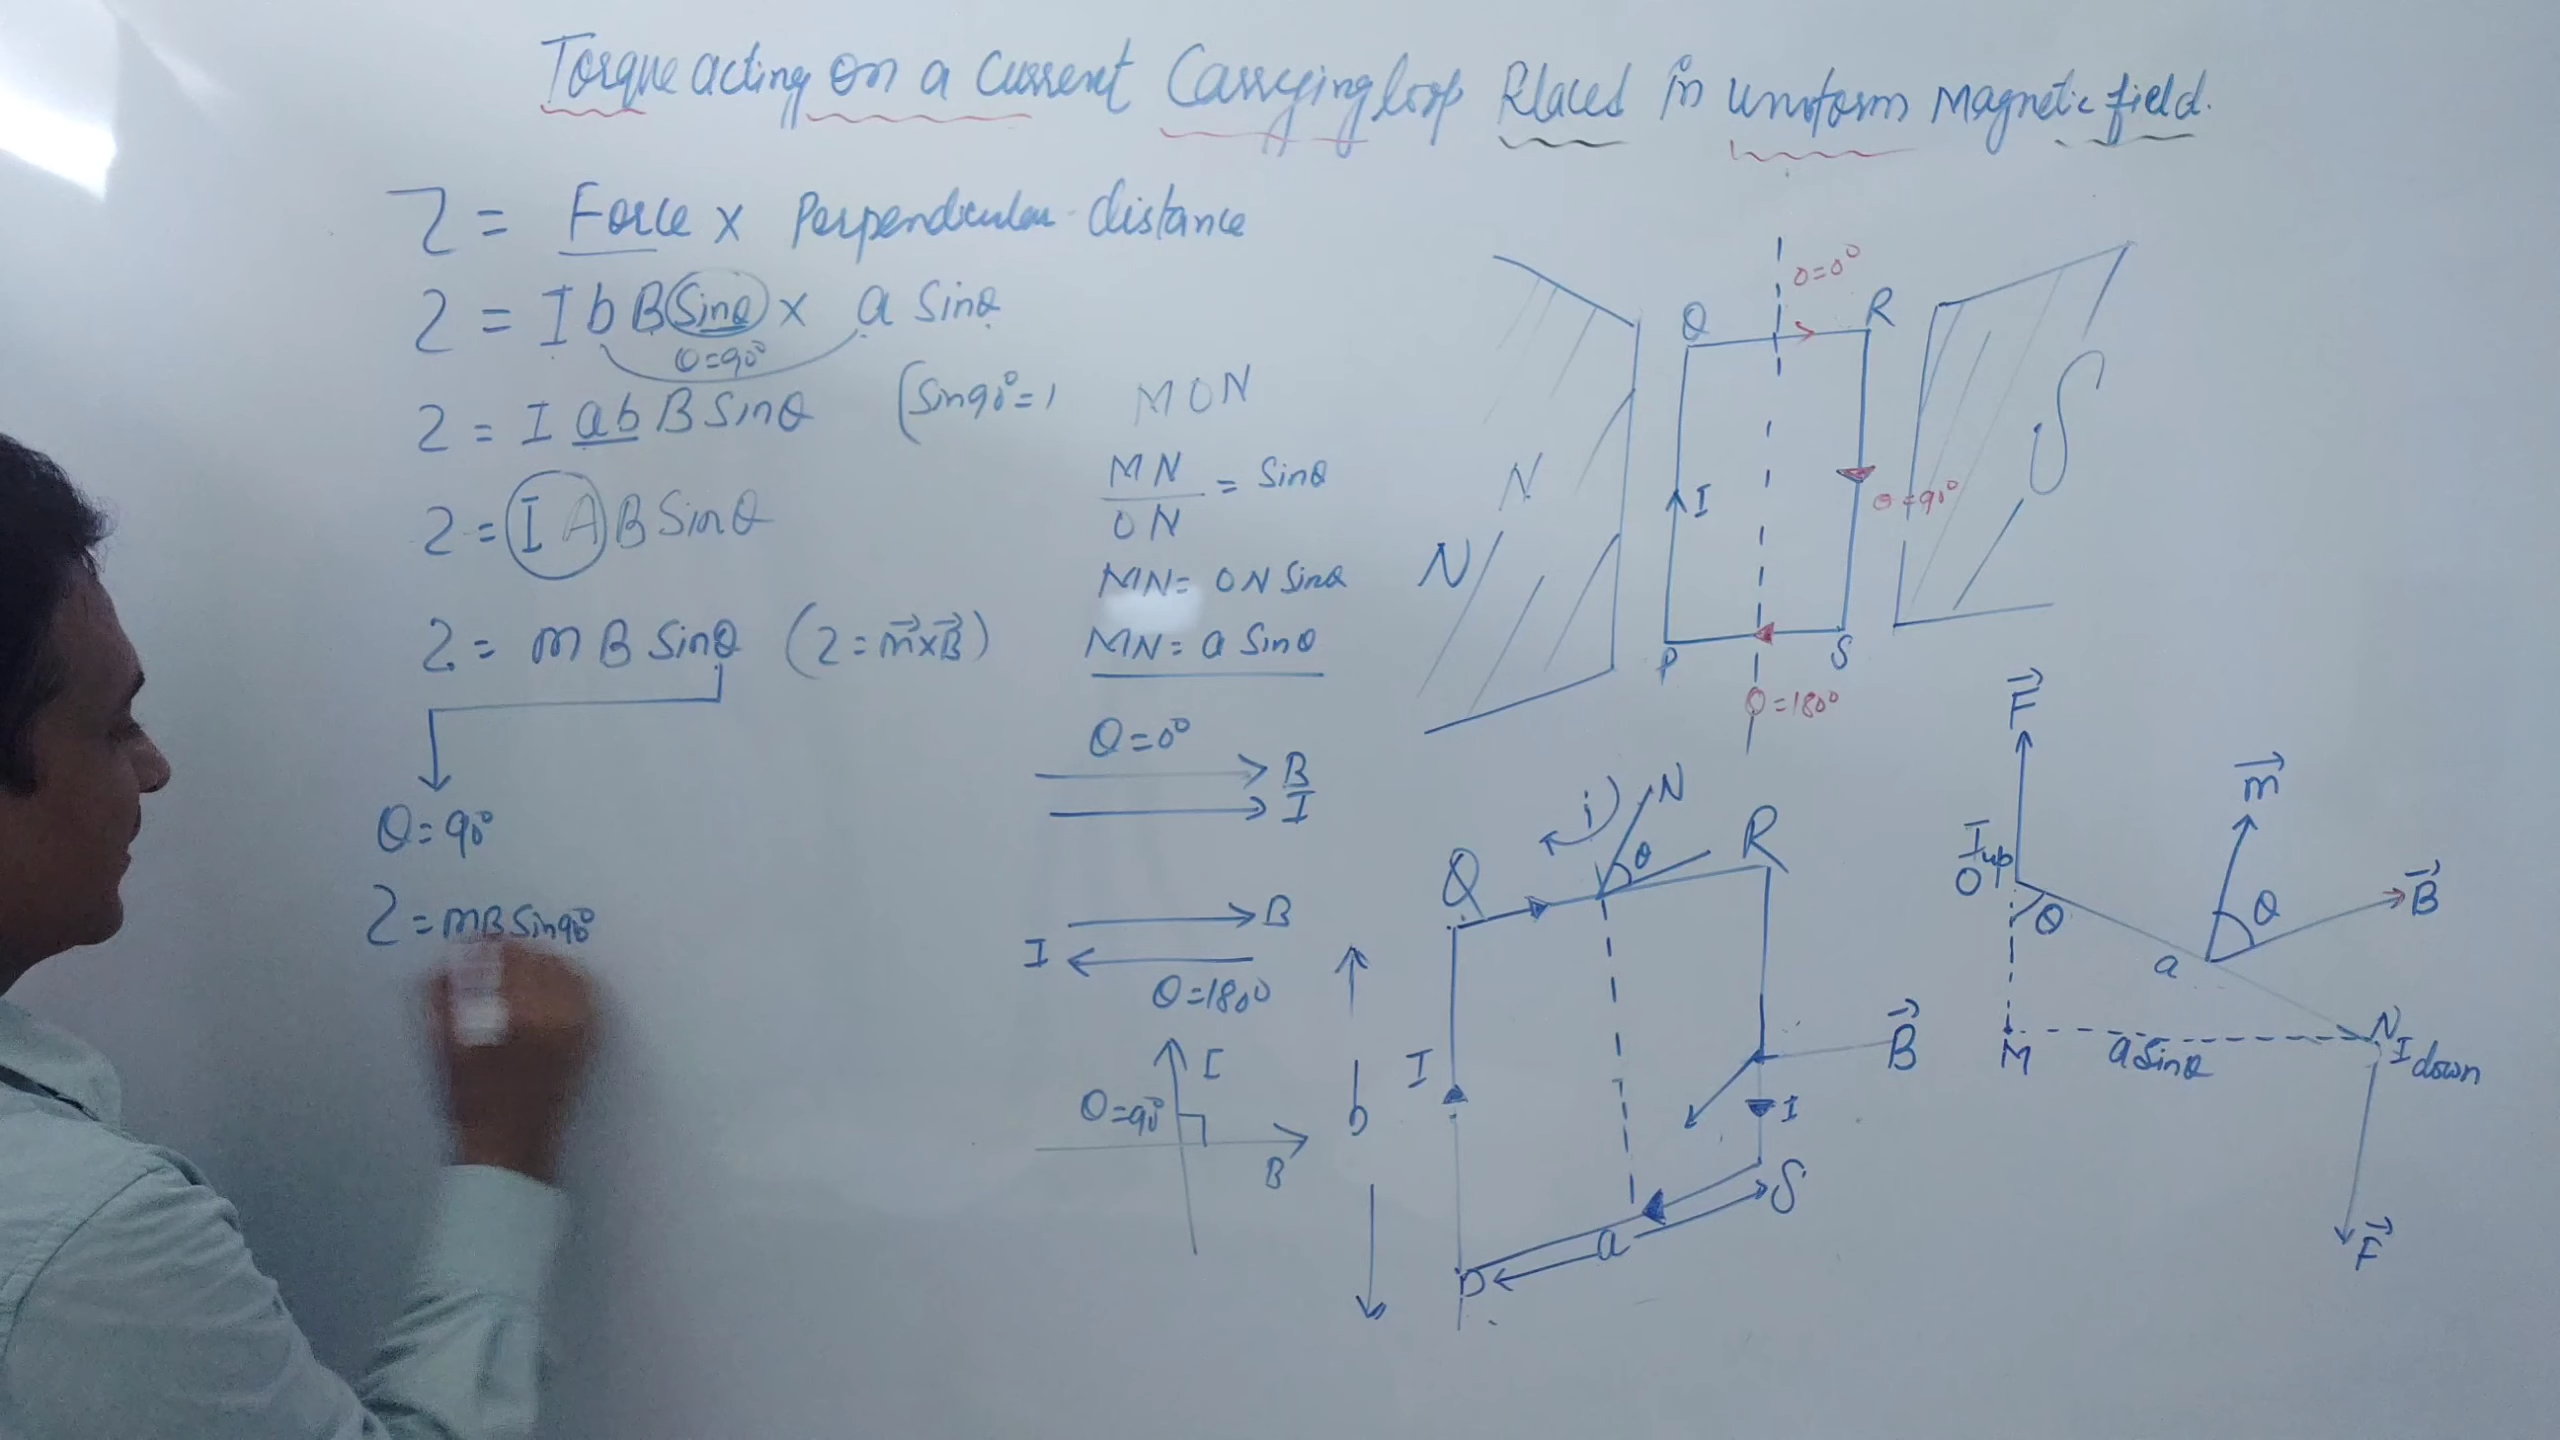 Torque acting on a Current Carrying loop Placed in uniform Magnetic field.
τ = Force × Perpendicular distance
τ = I b B Sinθ × a Sinθ
θ=90°
τ = I ab B Sinθ (Sin90°=1
τ = I A B Sinθ
τ = m B Sinθ (τ = m⃗×B⃗)
θ=90°
τ = mB Sin90°
M O N
MN/ON = Sinθ
MN = ON Sinθ
MN = a Sinθ
θ=0°
B
I
B
I
θ=180°
I
θ=90°
B
θ=0°
Q R
N
N
S
I
θ=90°
P S
θ=180°
i N
θ
Q R
I
b
B⃗
I
S
a
P
F⃗
m⃗
I up
O
θ
θ
B⃗
a
M a Sinθ N
I down
F⃗